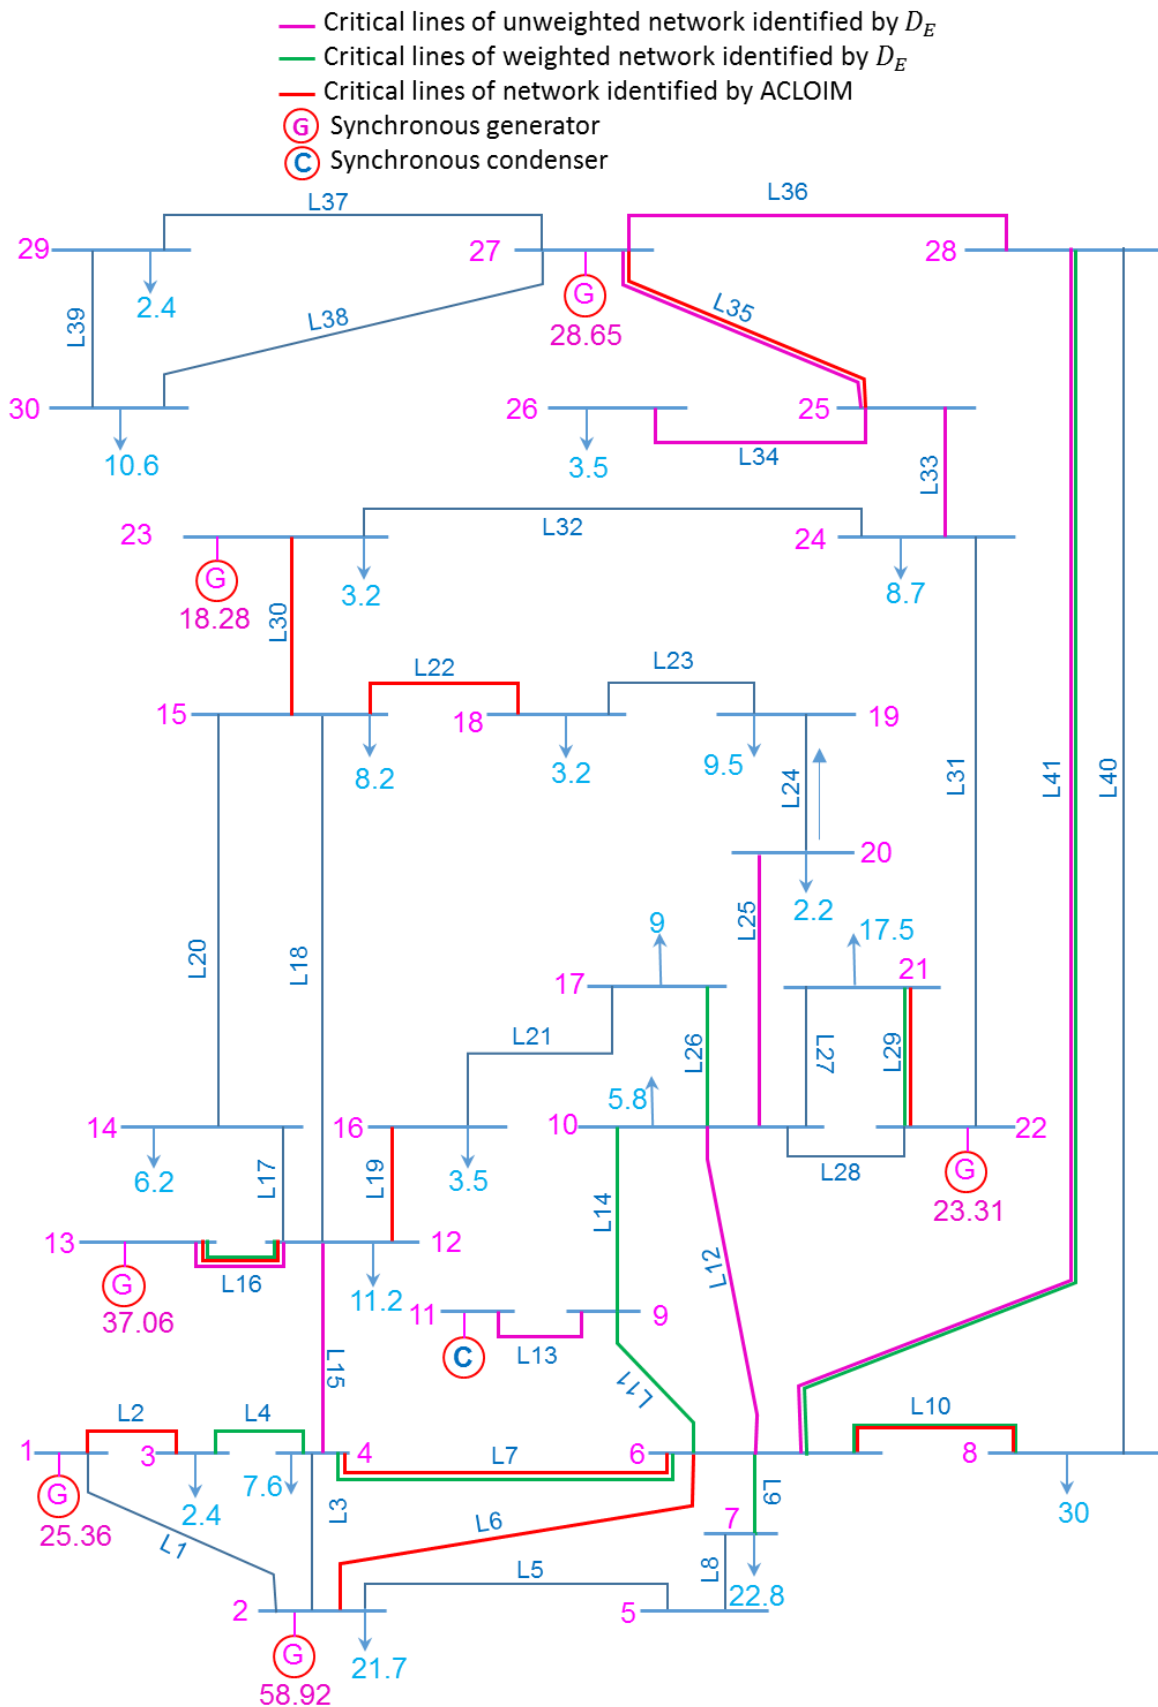 Critical lines of unweighted network identified by D_E
Critical lines of weighted network identified by D_E
Critical lines of network identified by ACLOIM
G Synchronous generator
C Synchronous condenser
L36
L37
29
27
28
G
2.4
L35
L39
L38
28.65
30
26
25
10.6
3.5
L34
L33
23
L32
24
G
3.2
8.7
18.28
L30
L22
L23
15
18
19
8.2
3.2
9.5
L24
L31
L41
L40
20
2.2
L25
9
17.5
L20
L18
17
21
L21
L26
L27
L29
5.8
14
16
10
22
6.2
L17
L19
3.5
L28
G
23.31
L14
13
12
L12
G
L16
37.06
11.2
11
9
C
L13
L15
L11
L2
L4
L10
1
3
4
L7
6
8
G
2.4
7.6
L3
L9
30
25.36
L6
7
L1
L5
L8
22.8
2
5
G
21.7
58.92